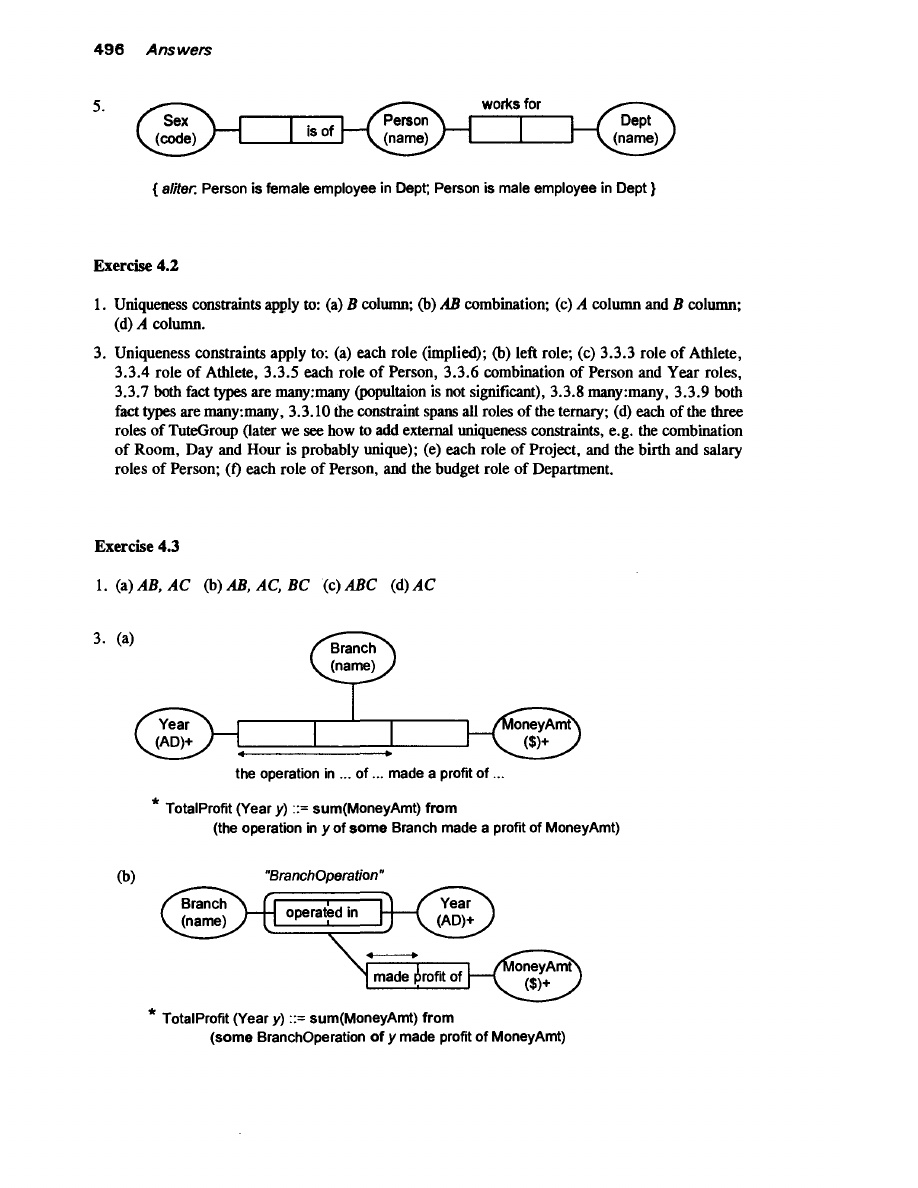 496 Answers
5.
works for
Sex
(code)
is of
Person
(name)
Dept
(name)
{ aliter: Person is female employee in Dept; Person is male employee in Dept }
Exercise 4.2
1. Uniqueness constraints apply to: (a) B column; (b) AB combination; (c) A column and B column;
(d) A column.
3. Uniqueness constraints apply to: (a) each role (implied); (b) left role; (c) 3.3.3 role of Athlete,
3.3.4 role of Athlete, 3.3.5 each role of Person, 3.3.6 combination of Person and Year roles,
3.3.7 both fact types are many:many (popultaion is not significant), 3.3.8 many:many, 3.3.9 both
fact types are many:many, 3.3.10 the constraint spans all roles of the ternary; (d) each of the three
roles of TuteGroup (later we see how to add external uniqueness constraints, e.g. the combination
of Room, Day and Hour is probably unique); (e) each role of Project, and the birth and salary
roles of Person; (f) each role of Person, and the budget role of Department.
Exercise 4.3
1. (a) AB, AC (b) AB, AC, BC (c) ABC (d) AC
3. (a)
Branch
(name)
Year
(AD)+
MoneyAmt
($)+
the operation in ... of ... made a profit of ...
* TotalProfit (Year y) ::= sum(MoneyAmt) from
(the operation in y of some Branch made a profit of MoneyAmt)
(b)
"BranchOperation"
Branch
(name)
operated in
Year
(AD)+
made profit of
MoneyAmt
($)+
* TotalProfit (Year y) ::= sum(MoneyAmt) from
(some BranchOperation of y made profit of MoneyAmt)